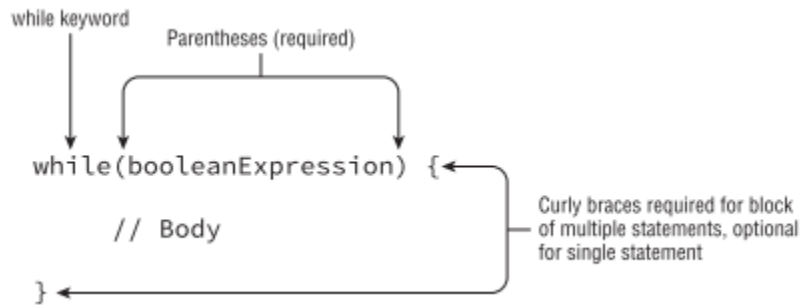 while keyword
Parentheses (required)
while(booleanExpression) {
// Body
Curly braces required for block
of multiple statements, optional
for single statement
}